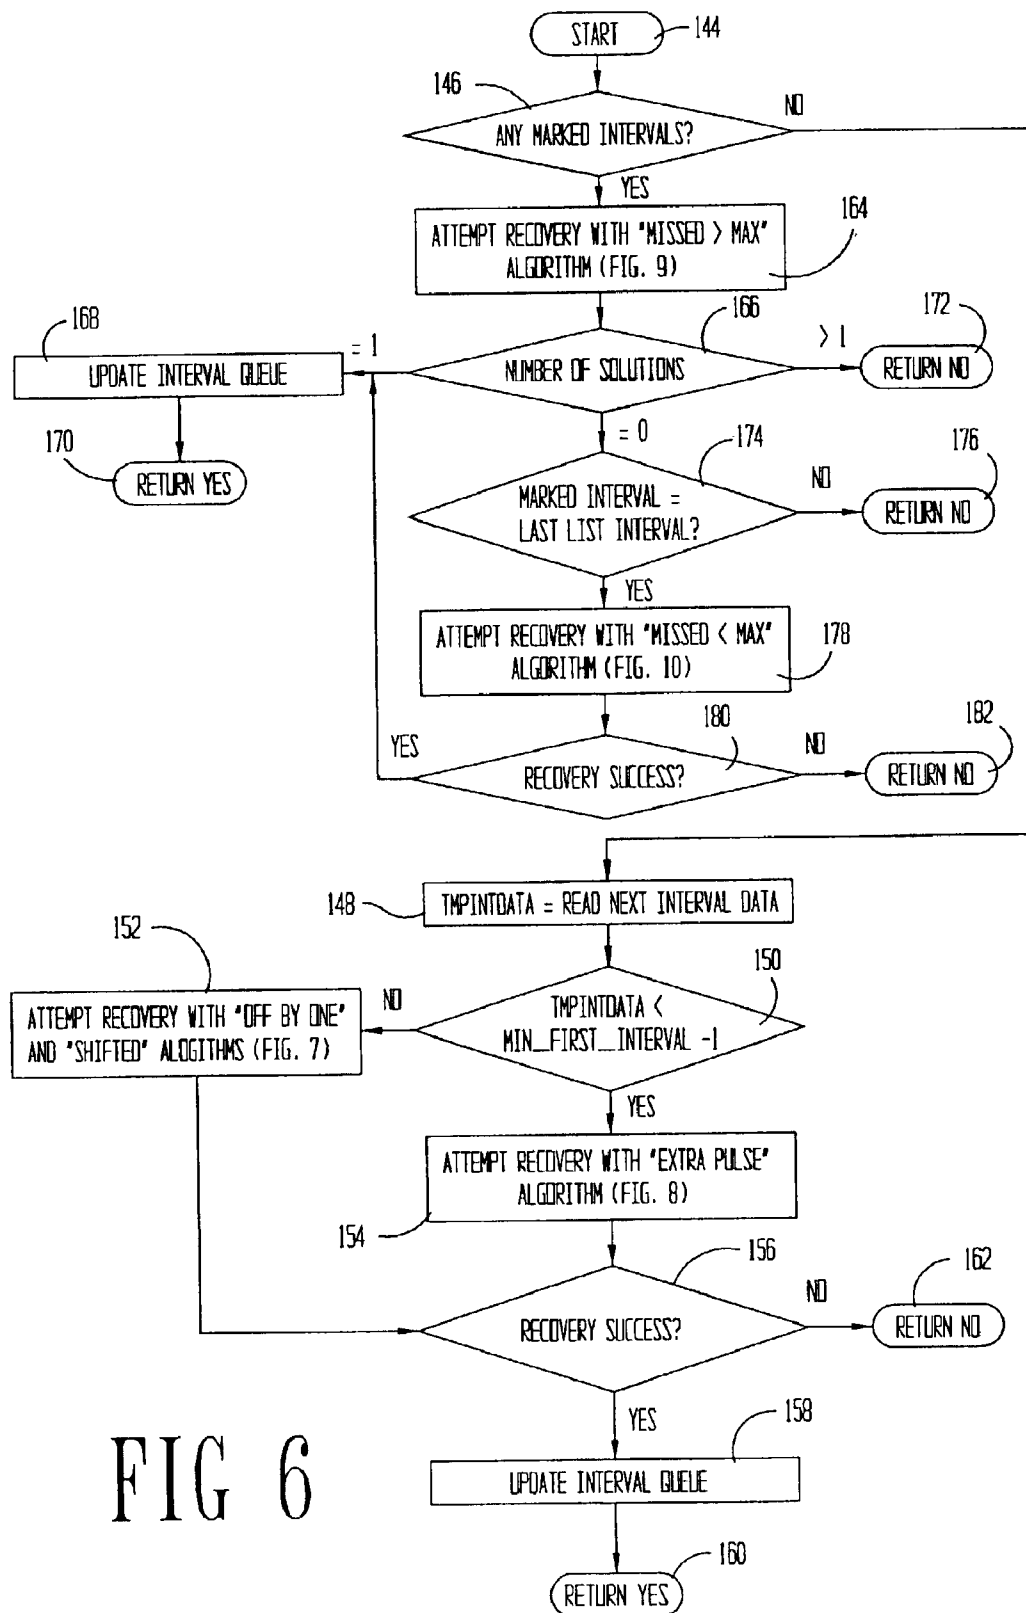 START
144
146
ANY MARKED INTERVALS?
NO
YES
ATTEMPT RECOVERY WITH "MISSED > MAX"
ALGORITHM (FIG. 9)
164
168
UPDATE INTERVAL QUEUE
= 1
166
NUMBER OF SOLUTIONS
> 1
172
RETURN NO
170
RETURN YES
= 0
174
MARKED INTERVAL =
LAST LIST INTERVAL?
NO
176
RETURN NO
YES
ATTEMPT RECOVERY WITH "MISSED < MAX"
ALGORITHM (FIG. 10)
178
YES
180
RECOVERY SUCCESS?
NO
182
RETURN NO
148
TMPINTDATA = READ NEXT INTERVAL DATA
152
ATTEMPT RECOVERY WITH "OFF BY ONE"
AND "SHIFTED" ALOGITHMS (FIG. 7)
NO
150
TMPINTDATA <
MIN_FIRST_INTERVAL -1
YES
ATTEMPT RECOVERY WITH "EXTRA PULSE"
ALGORITHM (FIG. 8)
154
156
RECOVERY SUCCESS?
NO
162
RETURN NO
YES
158
UPDATE INTERVAL QUEUE
160
RETURN YES
FIG 6